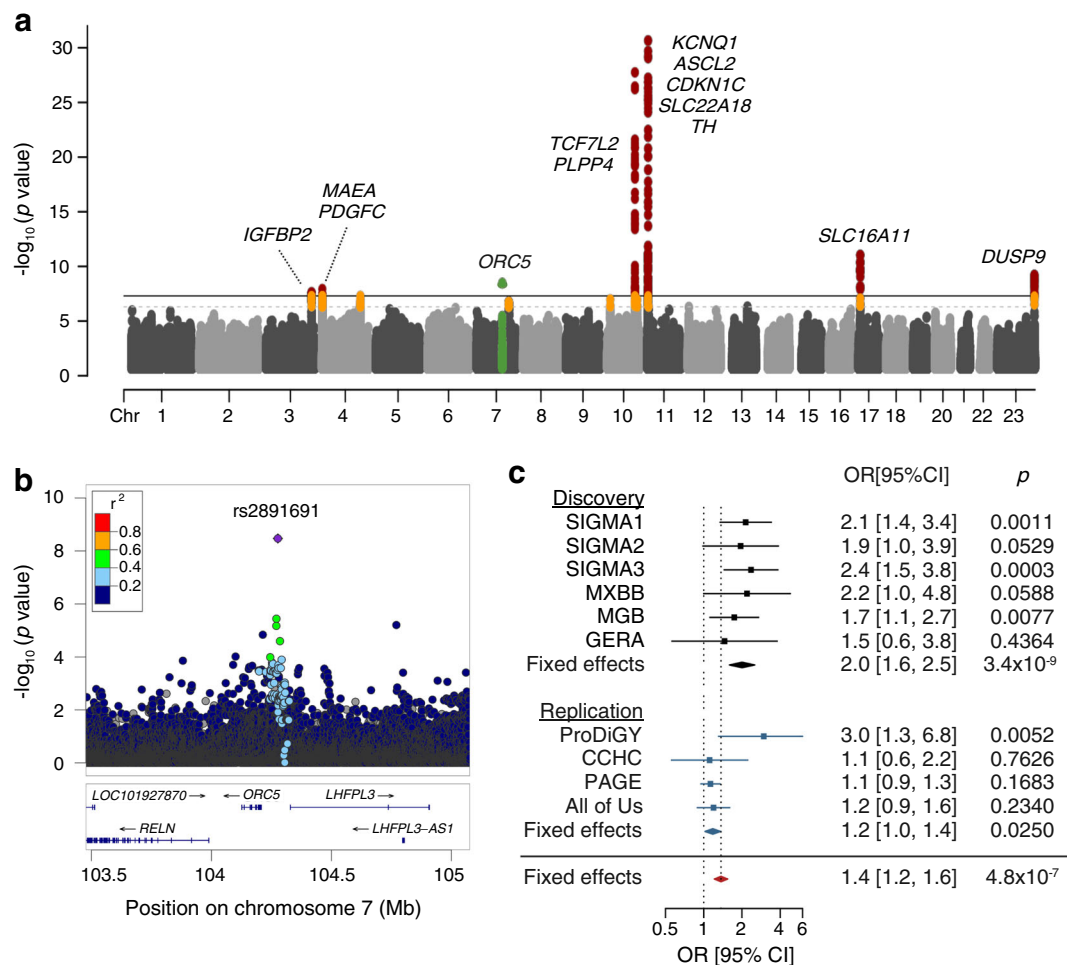 a
-log10(p value)
30
25
20
15
10
5
0
IGFBP2
MAEA
PDGFC
ORC5
TCF7L2
PLPP4
KCNQ1
ASCL2
CDKN1C
SLC22A18
TH
SLC16A11
DUSP9
Chr 1 2 3 4 5 6 7 8 9 10 11 12 13 14 15 16 17 18 20 22 23
b
-log10(p value)
10
8
6
4
2
0
r2
0.8
0.6
0.4
0.2
rs2891691
LOC101927870 → ← ORC5 LHFPL3 →
← RELN ← LHFPL3−AS1
103.5 104 104.5 105
Position on chromosome 7 (Mb)
c
OR[95%CI] p
Discovery
SIGMA1 2.1 [1.4, 3.4] 0.0011
SIGMA2 1.9 [1.0, 3.9] 0.0529
SIGMA3 2.4 [1.5, 3.8] 0.0003
MXBB 2.2 [1.0, 4.8] 0.0588
MGB 1.7 [1.1, 2.7] 0.0077
GERA 1.5 [0.6, 3.8] 0.4364
Fixed effects 2.0 [1.6, 2.5] 3.4x10-9
Replication
ProDiGY 3.0 [1.3, 6.8] 0.0052
CCHC 1.1 [0.6, 2.2] 0.7626
PAGE 1.1 [0.9, 1.3] 0.1683
All of Us 1.2 [0.9, 1.6] 0.2340
Fixed effects 1.2 [1.0, 1.4] 0.0250
Fixed effects 1.4 [1.2, 1.6] 4.8x10-7
0.5 1 2 4 6
OR [95% CI]